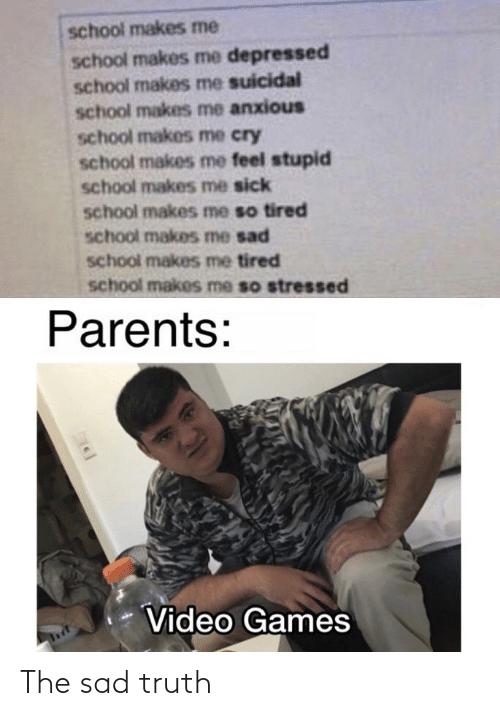 school makes me
school makes me depressed
school makes me suicidal
school makes me anxious
school makes me cry
school makes me feel stupid
school makes me sick
school makes me so tired
school makes me sad
school makes me tired
school makes me so stressed
Parents:
Video Games
The sad truth